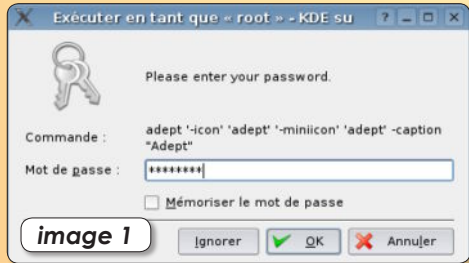 Exécuter en tant que « root » - KDE su
Please enter your password.
Commande :
adept '-icon' 'adept' '-miniicon' 'adept' -caption
"Adept"
Mot de passe :
********
Mémoriser le mot de passe
image 1
Ignorer
OK
Annuler